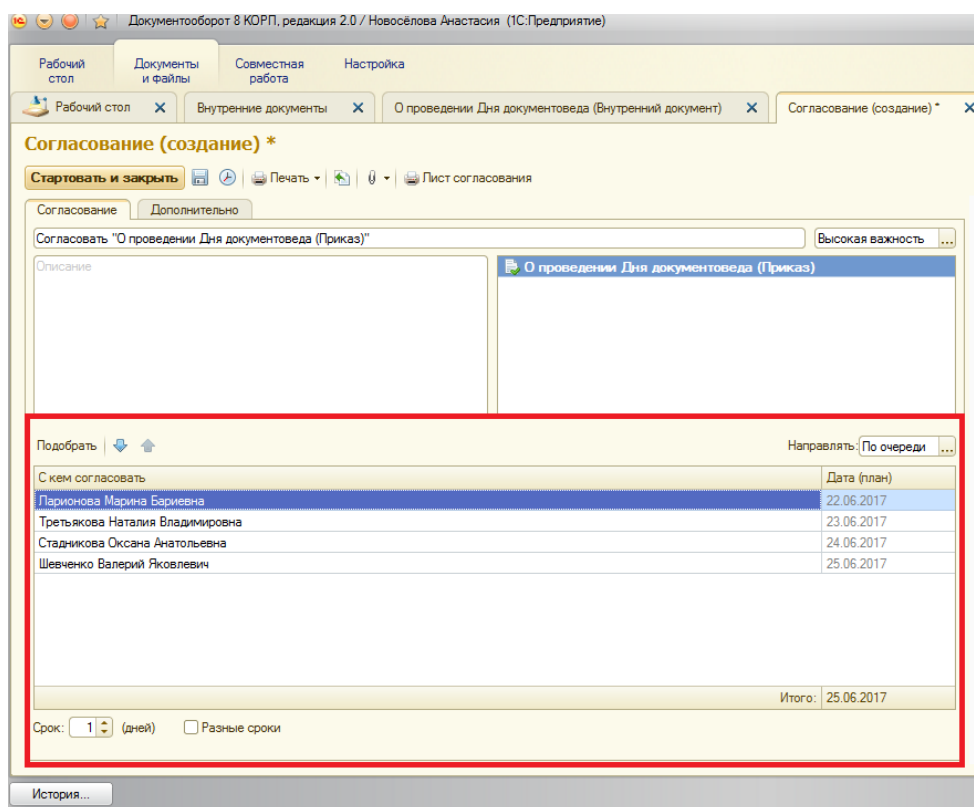 Документооборот 8 КОРП, редакция 2.0 / Новосёлова Анастасия (1С:Предприятие)
Рабочий стол Документы и файлы Совместная работа Настройка
Рабочий стол Внутренние документы О проведении Дня документоведа (Внутренний документ) Согласование (создание) *
Согласование (создание) *
Стартовать и закрыть Печать Лист согласования
Согласование Дополнительно
Согласовать "О проведении Дня документоведа (Приказ)" Высокая важность ...
Описание О проведении Дня документоведа (Приказ)
Подобрать Направлять: По очереди ...
С кем согласовать Дата (план)
Ларионова Марина Бариевна 22.06.2017
Третьякова Наталия Владимировна 23.06.2017
Стадникова Оксана Анатольевна 24.06.2017
Шевченко Валерий Яковлевич 25.06.2017
Итого: 25.06.2017
Срок: 1 (дней) Разные сроки
История...